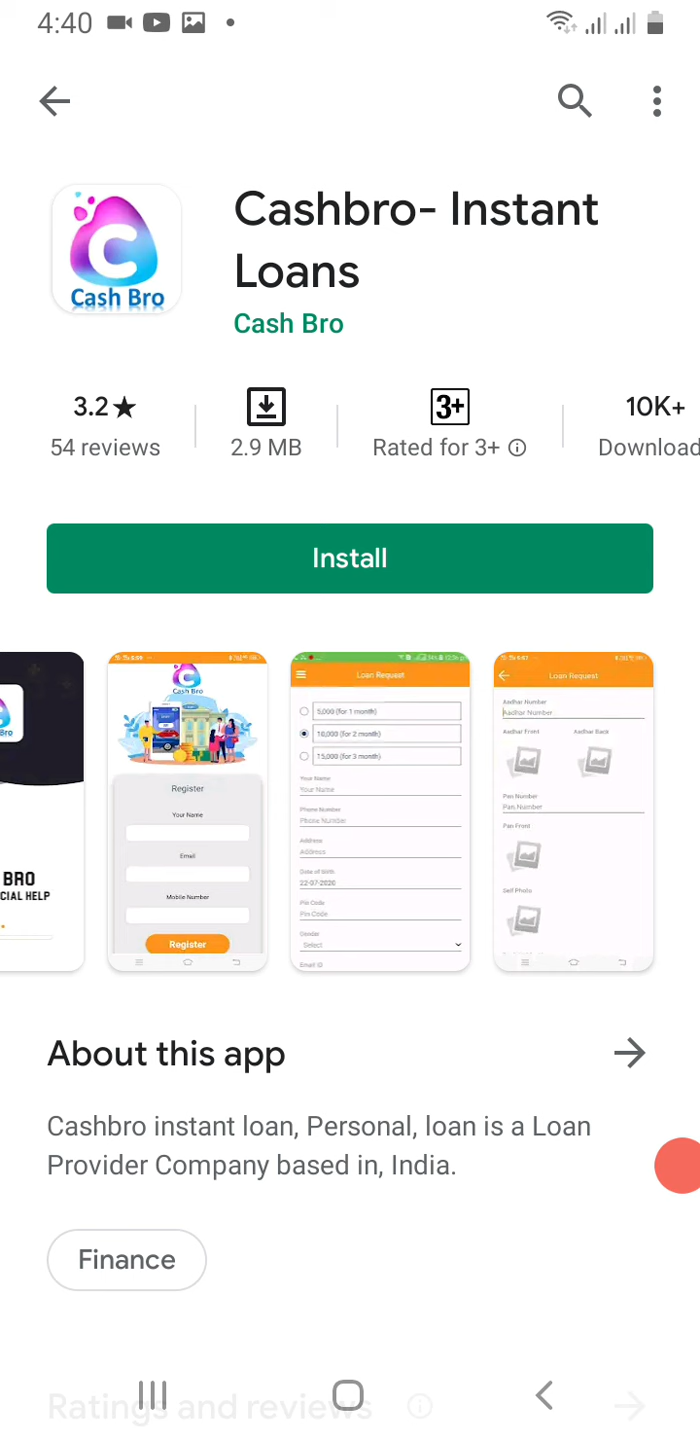 4:40
Cashbro- Instant
Loans
Cash Bro
Cash Bro
3.2★
54 reviews
2.9 MB
3+
Rated for 3+
10K+
Download
Install
BRO
CIAL HELP
Cash Bro
Register
Your Name
Email
Mobile Number
Register
Loan Request
5,000 (for 1 month)
10,000 (for 2 month)
15,000 (for 3 month)
Your Name
Your Name
Phone Number
Phone Number
Address
Address
Date of Birth
22-07-2020
Pin Code
Pin Code
Gender
Select
Email ID
Loan Request
Aadhar Number
Aadhar Number
Aadhar Front
Aadhar Back
Pan Number
Pan Number
Pan Front
Self Photo
About this app
Cashbro instant loan, Personal, loan is a Loan
Provider Company based in, India.
Finance
Ratings and reviews